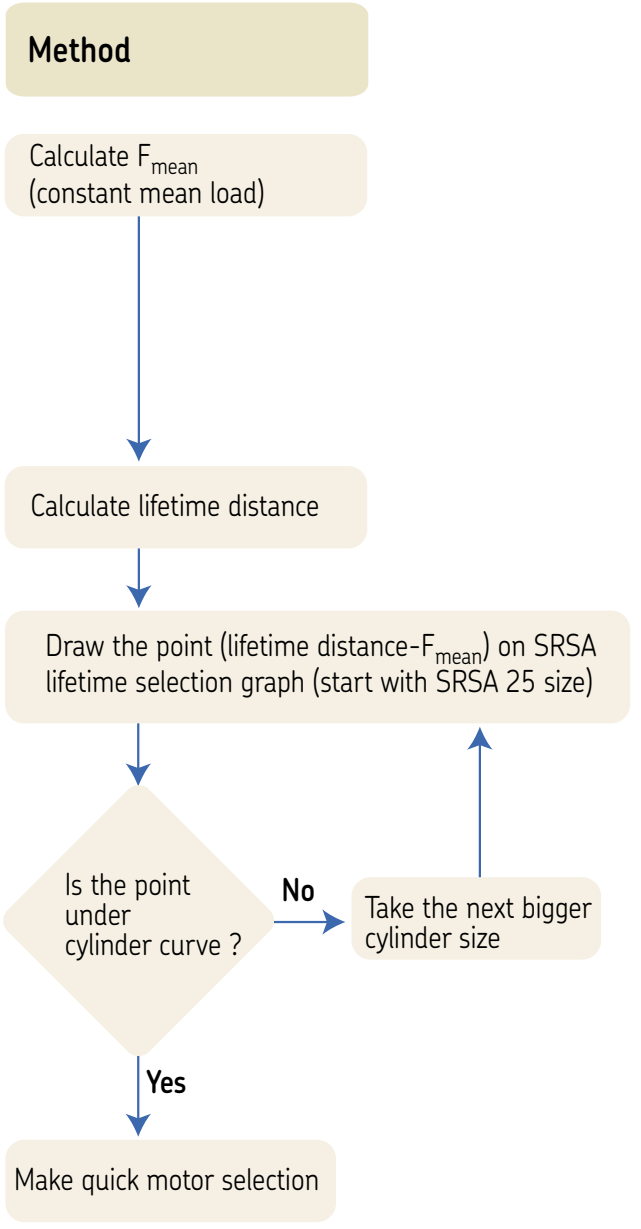 Method
Calculate Fmean
(constant mean load)
Calculate lifetime distance
Draw the point (lifetime distance-Fmean) on SRSA
lifetime selection graph (start with SRSA 25 size)
Is the point
under
cylinder curve ?
No
Take the next bigger
cylinder size
Yes
Make quick motor selection